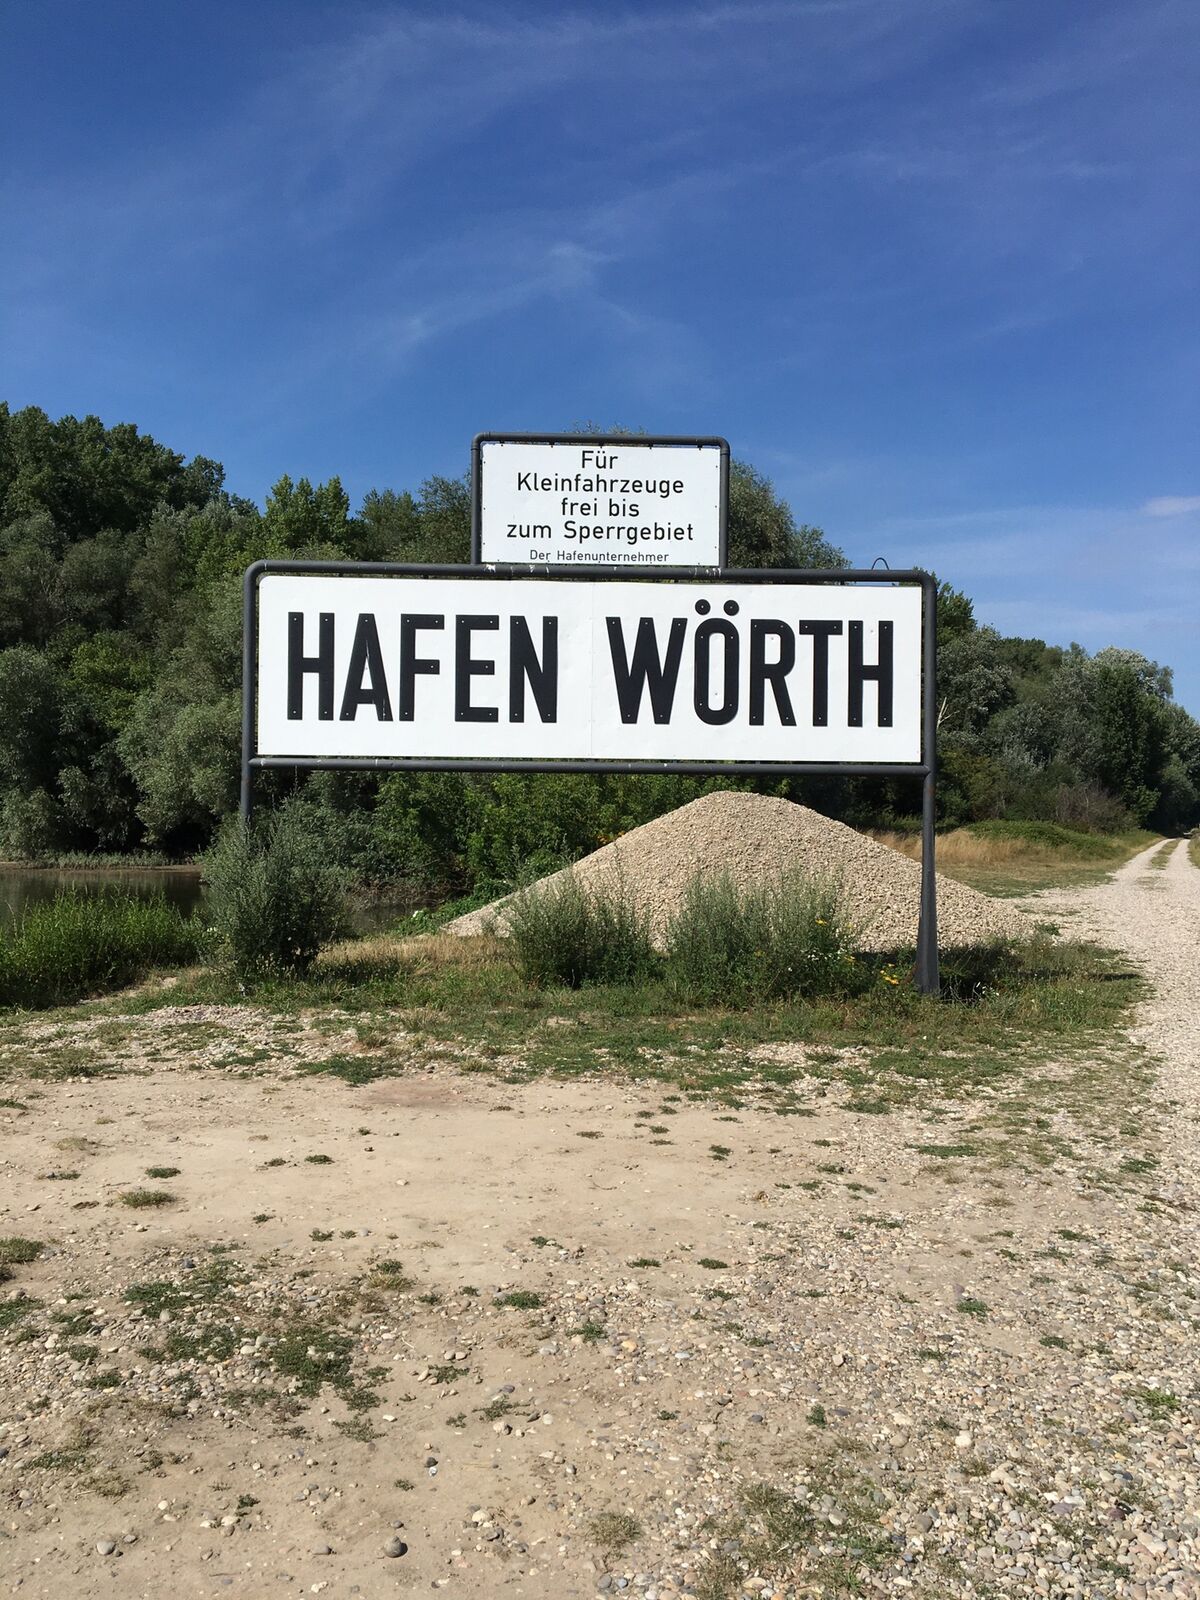 Für
Kleinfahrzeuge
frei bis
zum Sperrgebiet
Der Hafenunternehmer
HAFEN WÖRTH